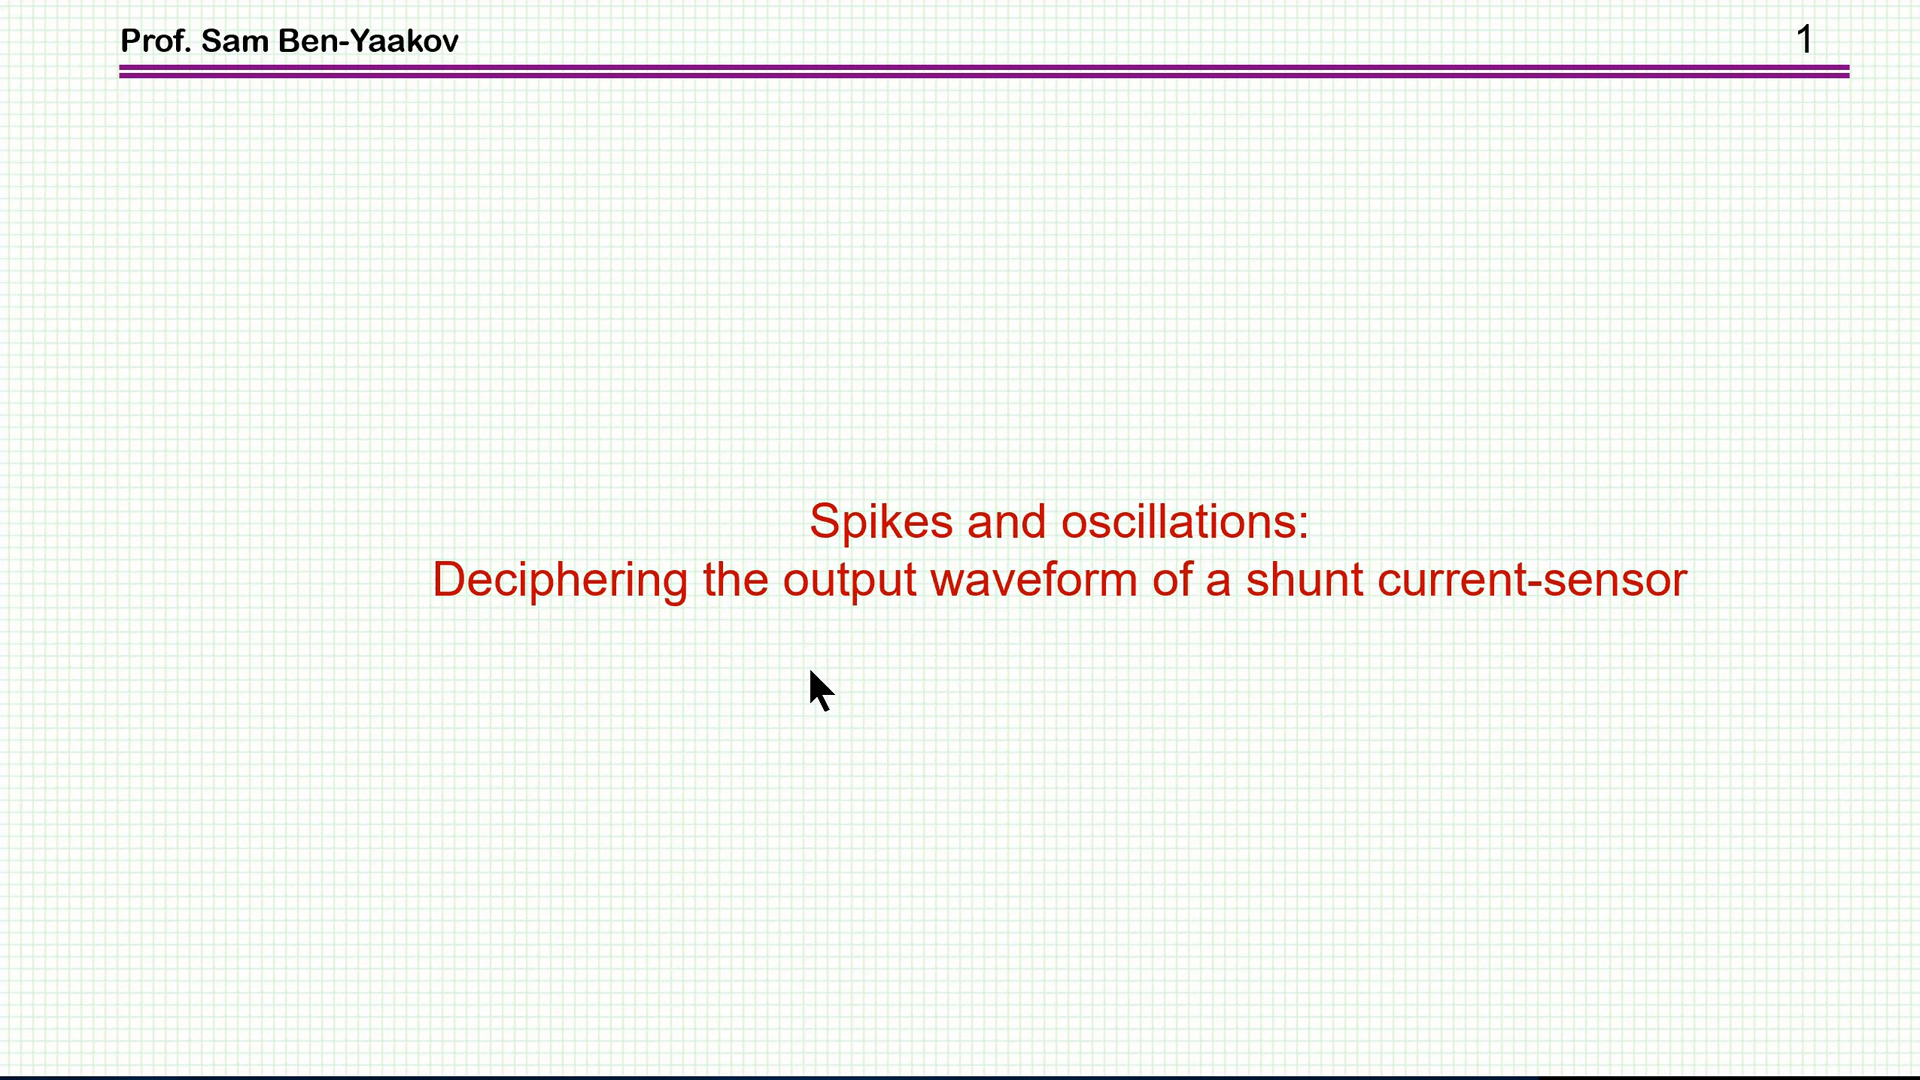 Prof. Sam Ben-Yaakov 1
Spikes and oscillations:
Deciphering the output waveform of a shunt current-sensor